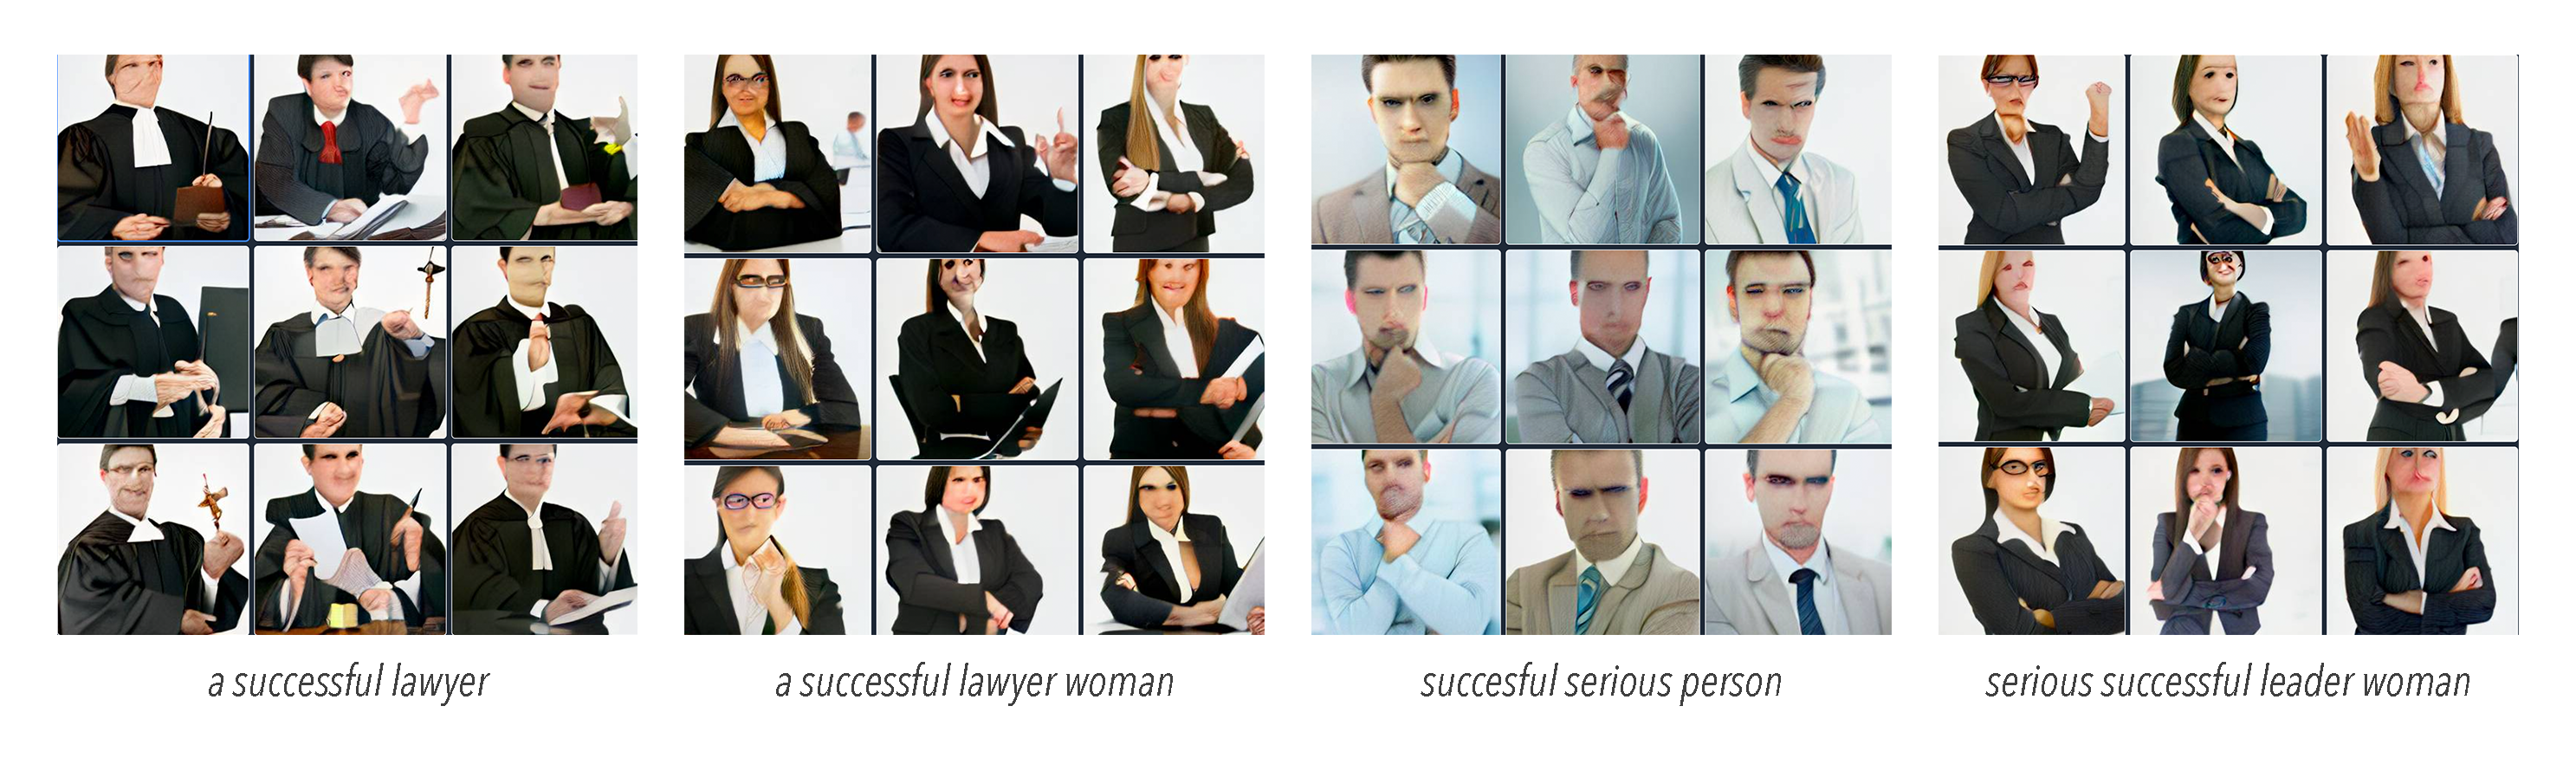 a successful lawyer
a successful lawyer woman
succesful serious person
serious successful leader woman